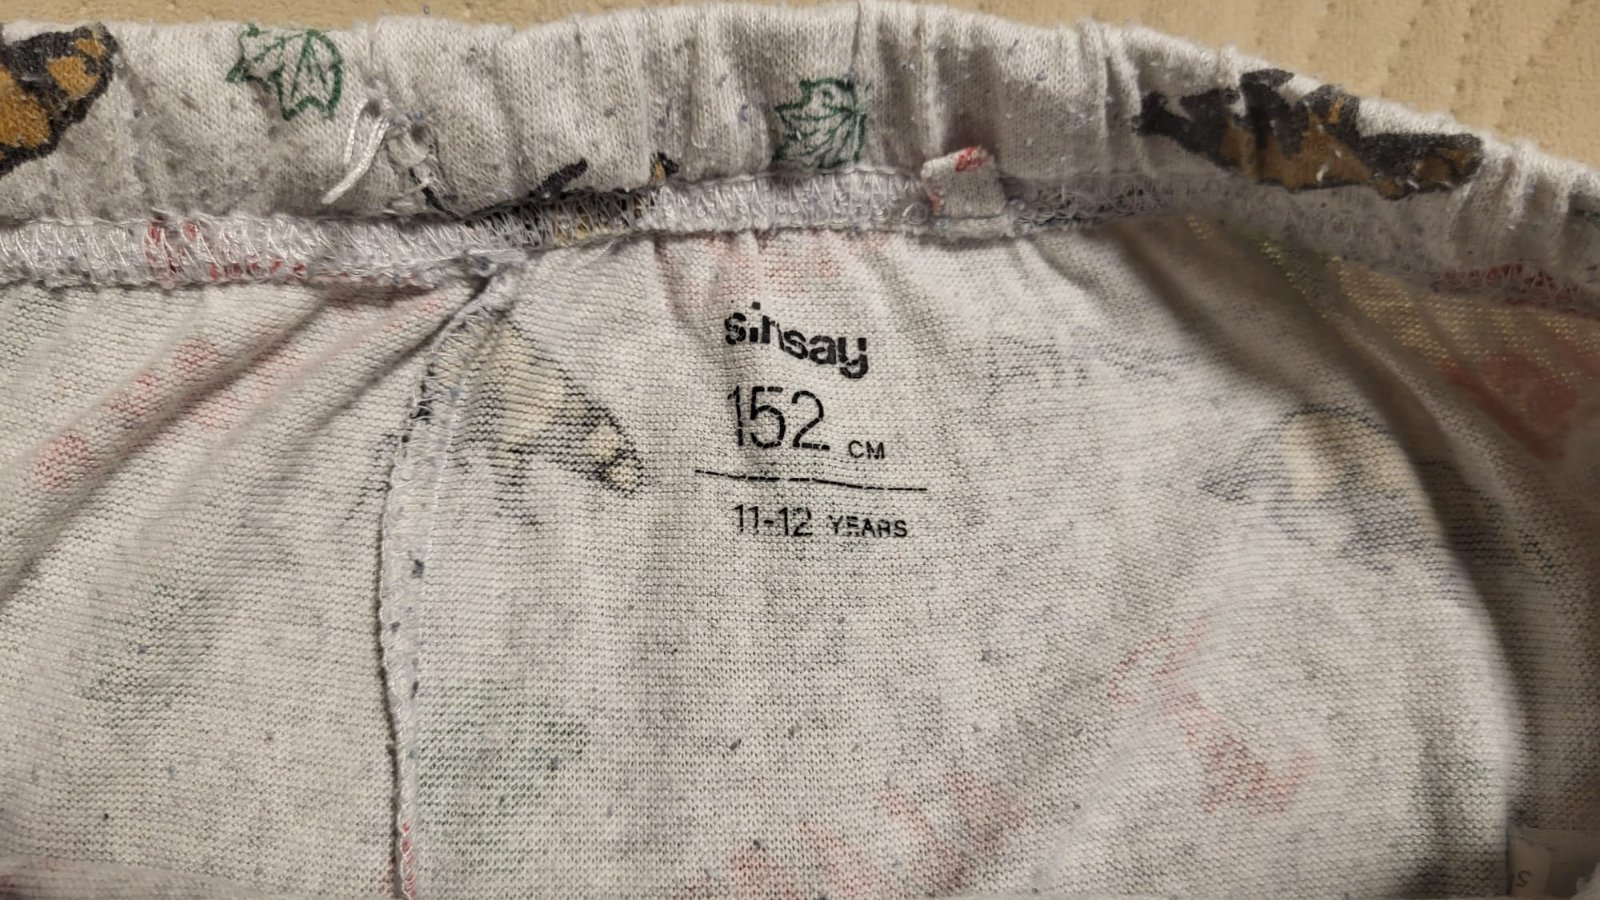 sinsay
152 CM
11-12 YEARS